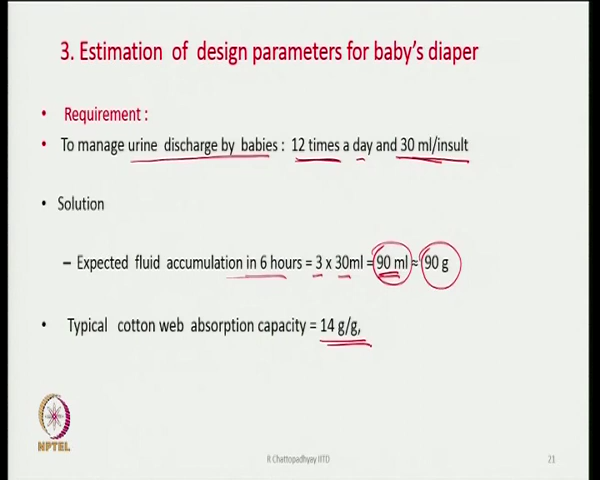 3. Estimation of design parameters for baby's diaper
• Requirement :
• To manage urine discharge by babies : 12 times a day and 30 ml/insult
• Solution
– Expected fluid accumulation in 6 hours = 3 x 30ml = 90 ml ≈ 90 g
• Typical cotton web absorption capacity = 14 g/g,
NPTEL
R Chattopadhyay IITD
21